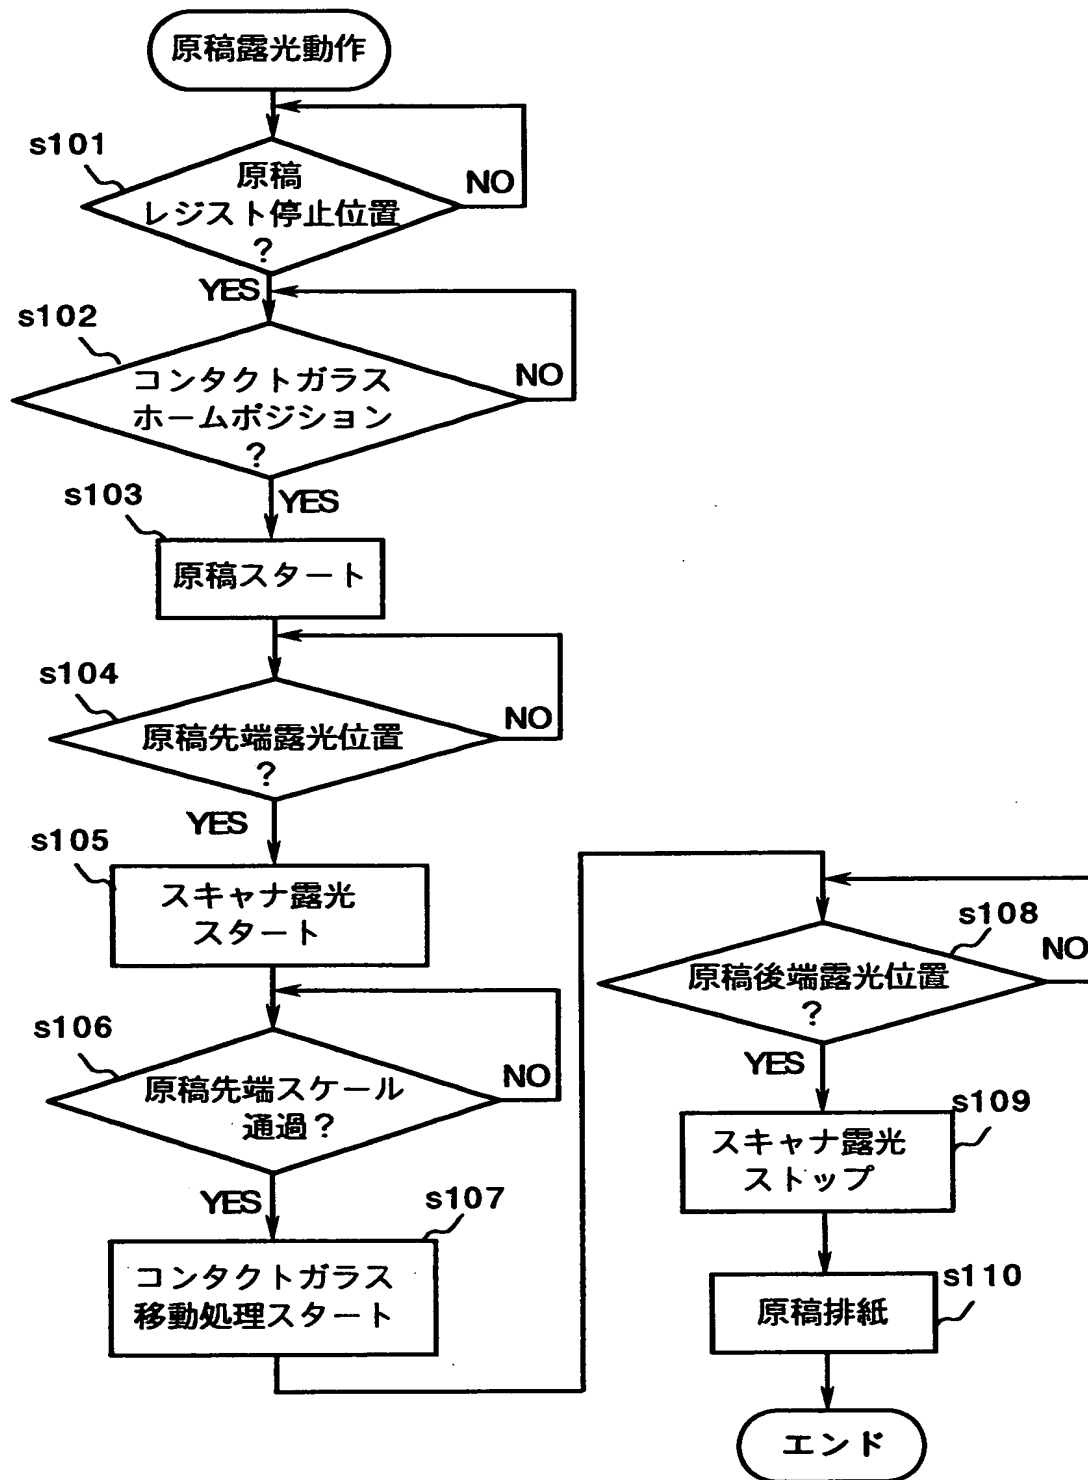 原稿露光動作
s101
原稿
レジスト停止位置
?
NO
YES
s102
コンタクトガラス
ホームポジション
?
NO
YES
s103
原稿スタート
s104
原稿先端露光位置
?
NO
YES
s105
スキャナ露光
スタート
s106
原稿先端スケール
通過?
NO
YES
s107
コンタクトガラス
移動処理スタート
s108
原稿後端露光位置
?
NO
YES
s109
スキャナ露光
ストップ
s110
原稿排紙
エンド